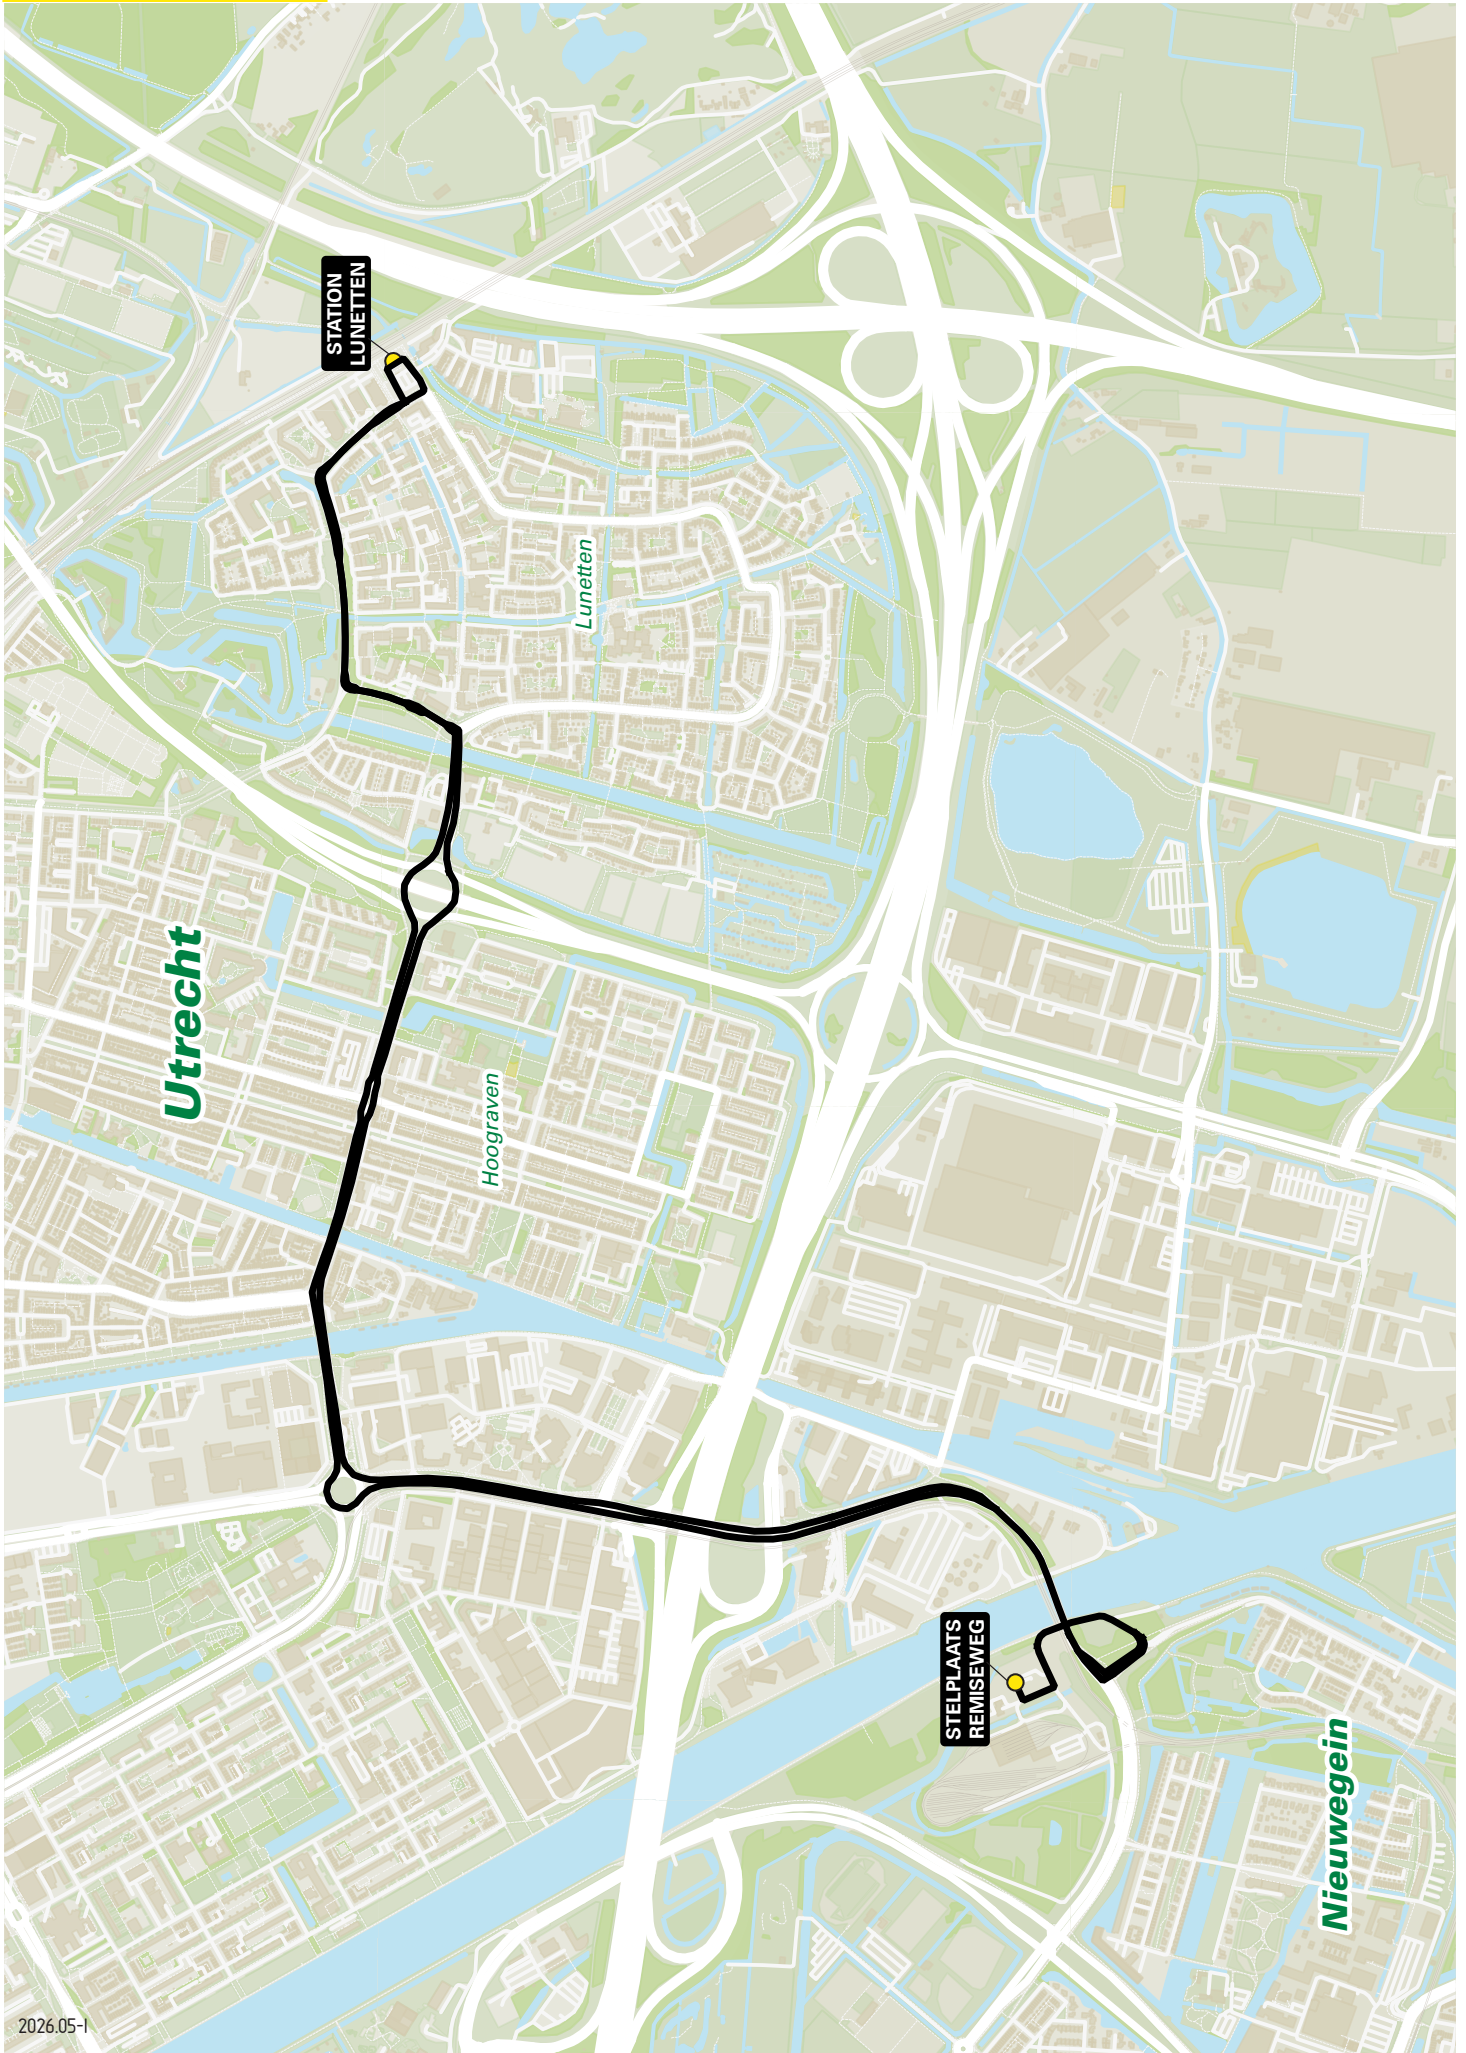 STATION
LUNETTEN
Lunetten
Utrecht
Hoograven
STELPLAATS
REMISEWEG
Nieuwegein
2026.05-I